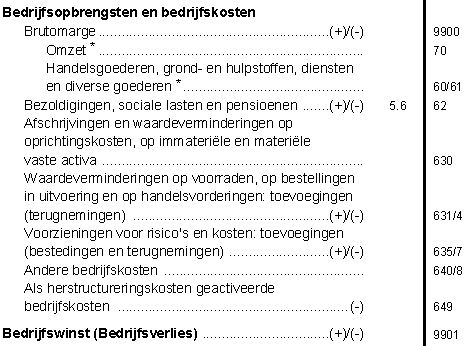 Bedrijfsopbrengsten en bedrijfskosten
Brutomarge ..........................................................(+)/(-) 9900
Omzet * ................................................................... 70
Handelsgoederen, grond- en hulpstoffen, diensten
en diverse goederen * .............................................. 60/61
Bezoldigingen, sociale lasten en pensioenen .......(+)/(-) 5.6 62
Afschrijvingen en waardeverminderingen op
oprichtingskosten, op immateriële en materiële
vaste activa .................................................................. 630
Waardeverminderingen op voorraden, op bestellingen
in uitvoering en op handelsvorderingen: toevoegingen
(terugnemingen) ..................................................(+)/(-) 631/4
Voorzieningen voor risico's en kosten: toevoegingen
(bestedingen en terugnemingen) ............................(+)/(-) 635/7
Andere bedrijfskosten ................................................... 640/8
Als herstructureringskosten geactiveerde
bedrijfskosten ..........................................................(-) 649
Bedrijfswinst (Bedrijfsverlies) ................................(+)/(-) 9901